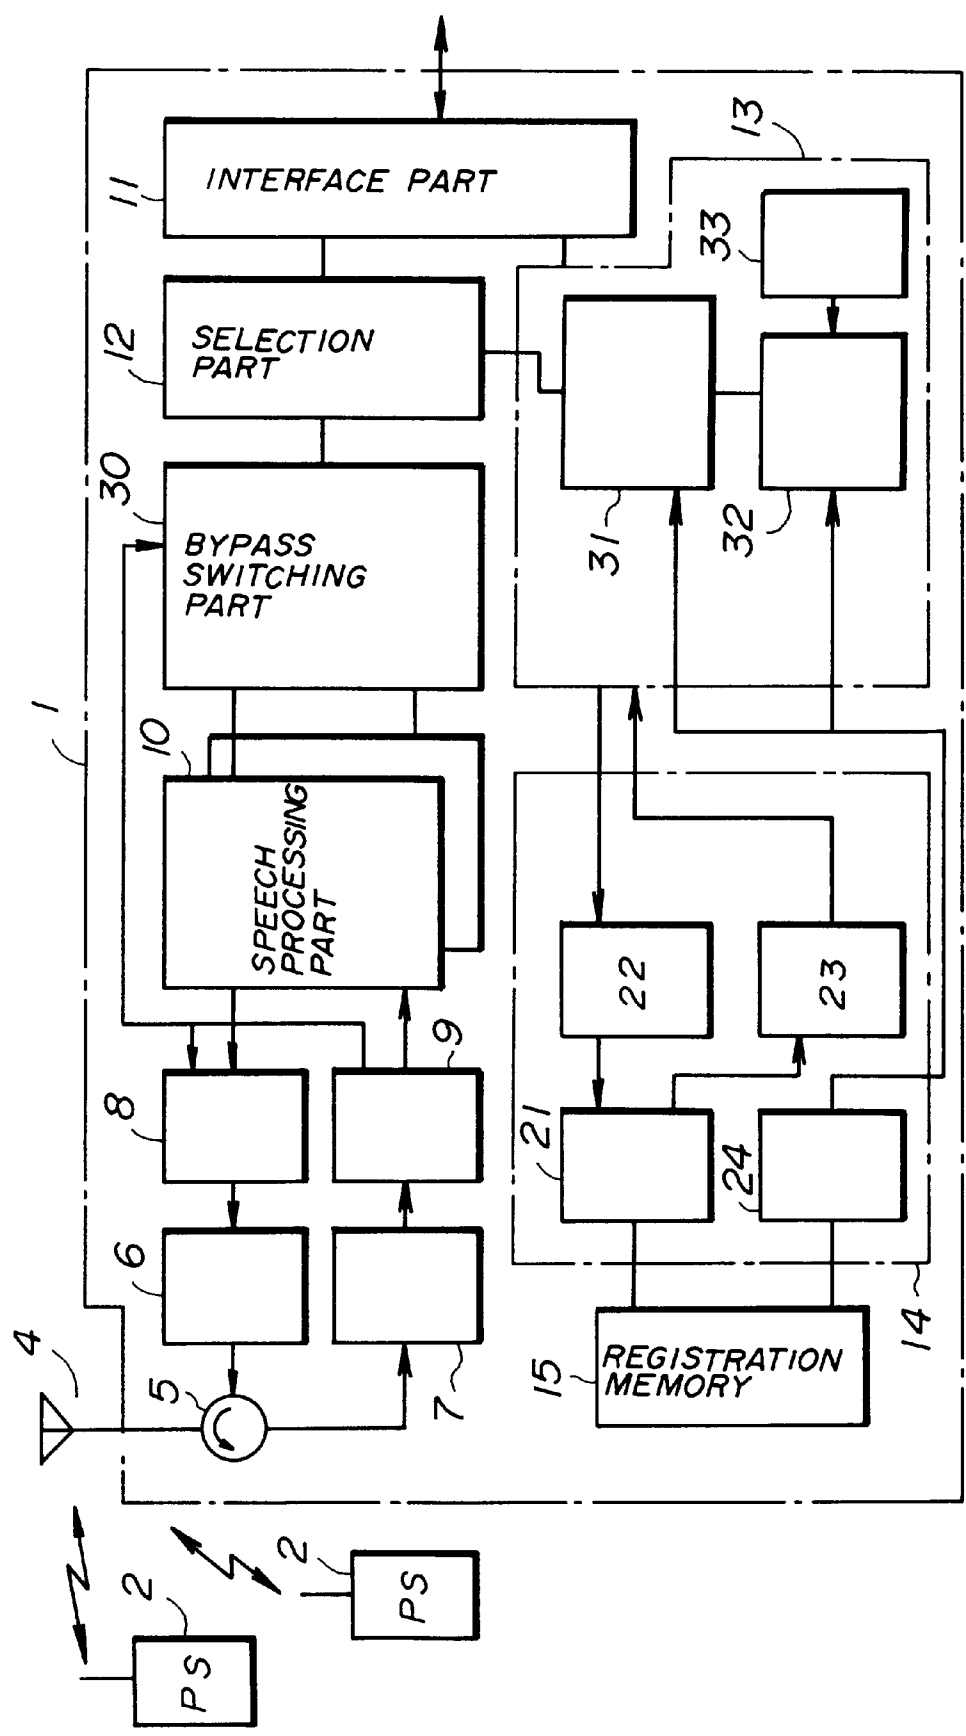 1
4
5
6
7
8
9
10
SPEECH
PROCESSING
PART
30
BYPASS
SWITCHING
PART
12
SELECTION
PART
11
INTERFACE PART
13
33
31
32
22
23
21
24
14
15
REGISTRATION
MEMORY
2
PS
2
PS